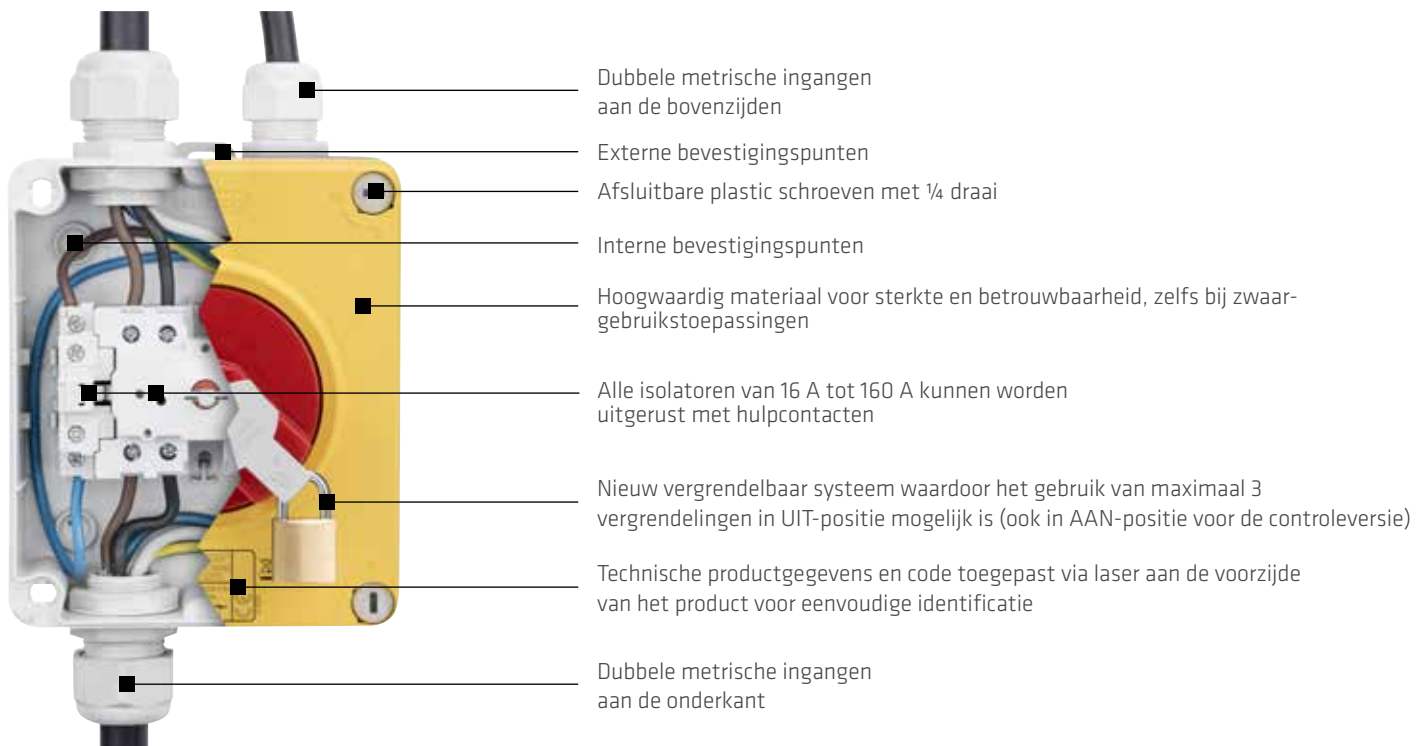 Dubbele metrische ingangen
aan de bovenzijden
Externe bevestigingspunten
Afsluitbare plastic schroeven met ¼ draai
Interne bevestigingspunten
Hoogwaardig materiaal voor sterkte en betrouwbaarheid, zelfs bij zwaar-
gebruikstoepassingen
Alle isolatoren van 16 A tot 160 A kunnen worden
uitgerust met hulpcontacten
Nieuw vergrendelbaar systeem waardoor het gebruik van maximaal 3
vergrendelingen in UIT-positie mogelijk is (ook in AAN-positie voor de controleversie)
Technische productgegevens en code toegepast via laser aan de voorzijde
van het product voor eenvoudige identificatie
Dubbele metrische ingangen
aan de onderkant